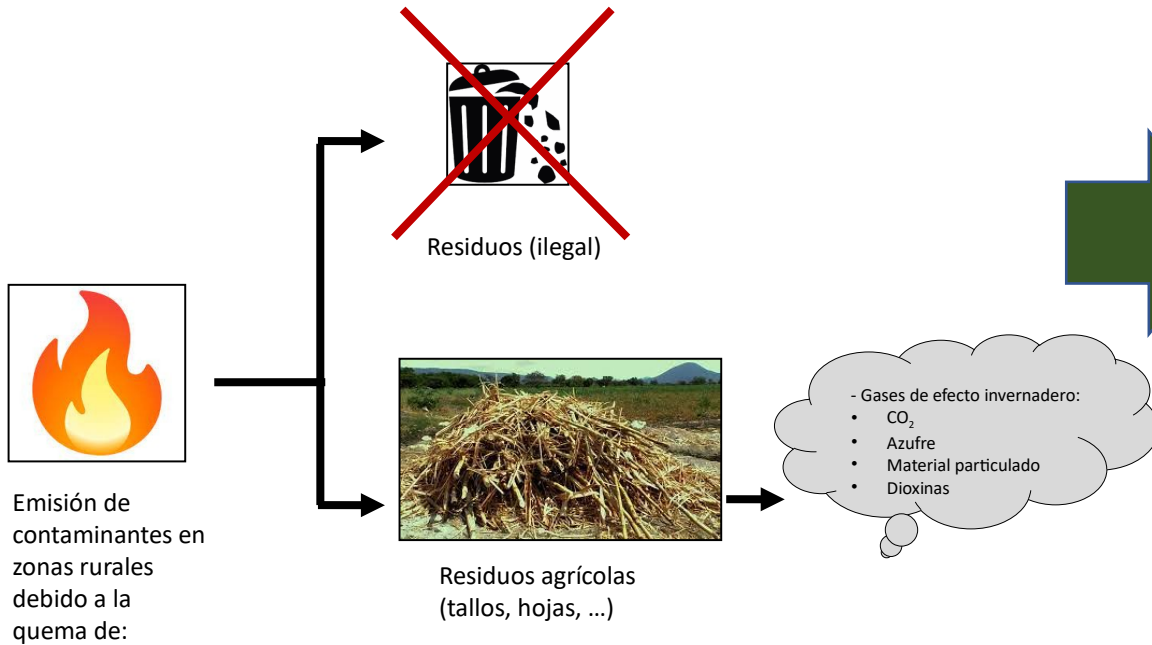 Residuos (ilegal)
Emisión de
contaminantes en
zonas rurales
debido a la
quema de:
Residuos agrícolas
(tallos, hojas, ...)
- Gases de efecto invernadero:
• CO₂
• Azufre
• Material particulado
• Dioxinas